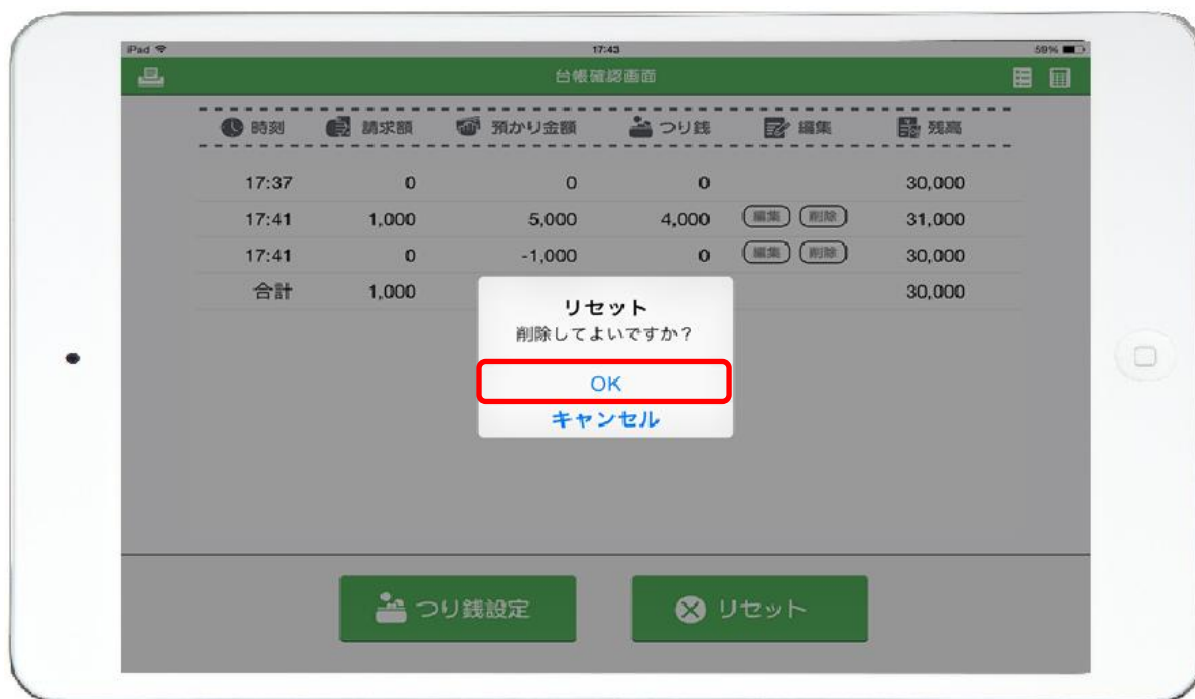 iPad 17:43 59%
台帳確認画面
時刻 請求額 預かり金額 つり銭 編集 残高
17:37 0 0 0 30,000
17:41 1,000 5,000 4,000 編集 削除 31,000
17:41 0 -1,000 0 編集 削除 30,000
合計 1,000 30,000
リセット
削除してよいですか？
OK
キャンセル
つり銭設定 リセット